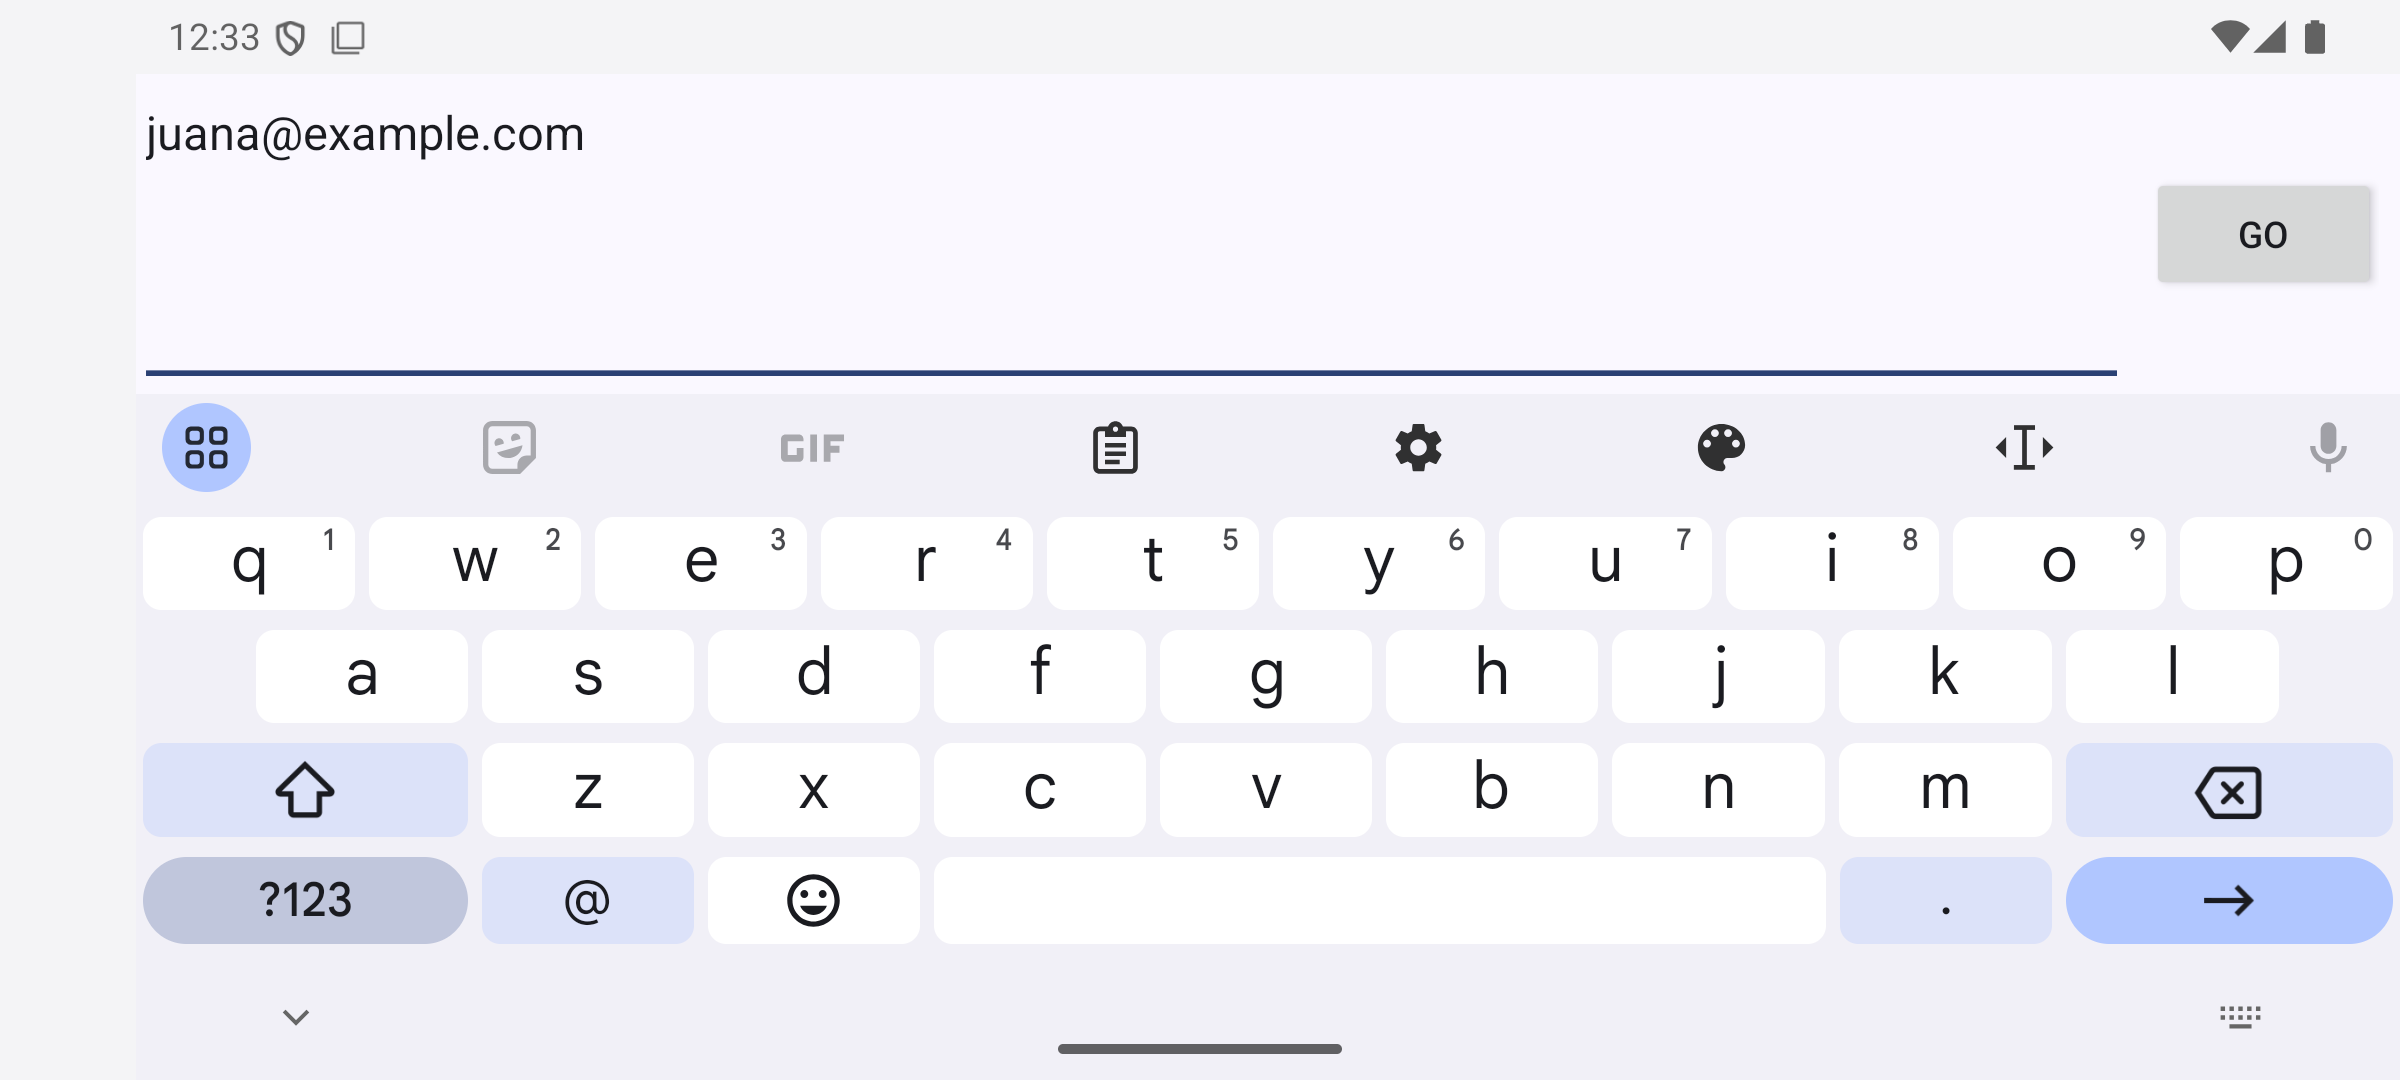 12:33
juana@example.com
GO
GIF
q 1 w 2 e 3 r 4 t 5 y 6 u 7 i 8 o 9 p 0
a s d f g h j k l
z x c v b n m
?123 @ .